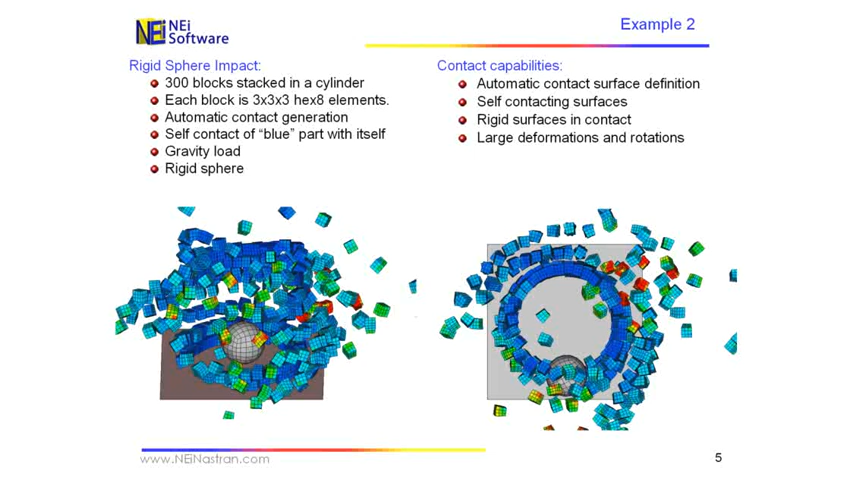 NEi
NEi
Software
Example 2
Rigid Sphere Impact:
300 blocks stacked in a cylinder
Each block is 3x3x3 hex8 elements.
Automatic contact generation
Self contact of “blue” part with itself
Gravity load
Rigid sphere
Contact capabilities:
Automatic contact surface definition
Self contacting surfaces
Rigid surfaces in contact
Large deformations and rotations
www.NEiNastran.com
5